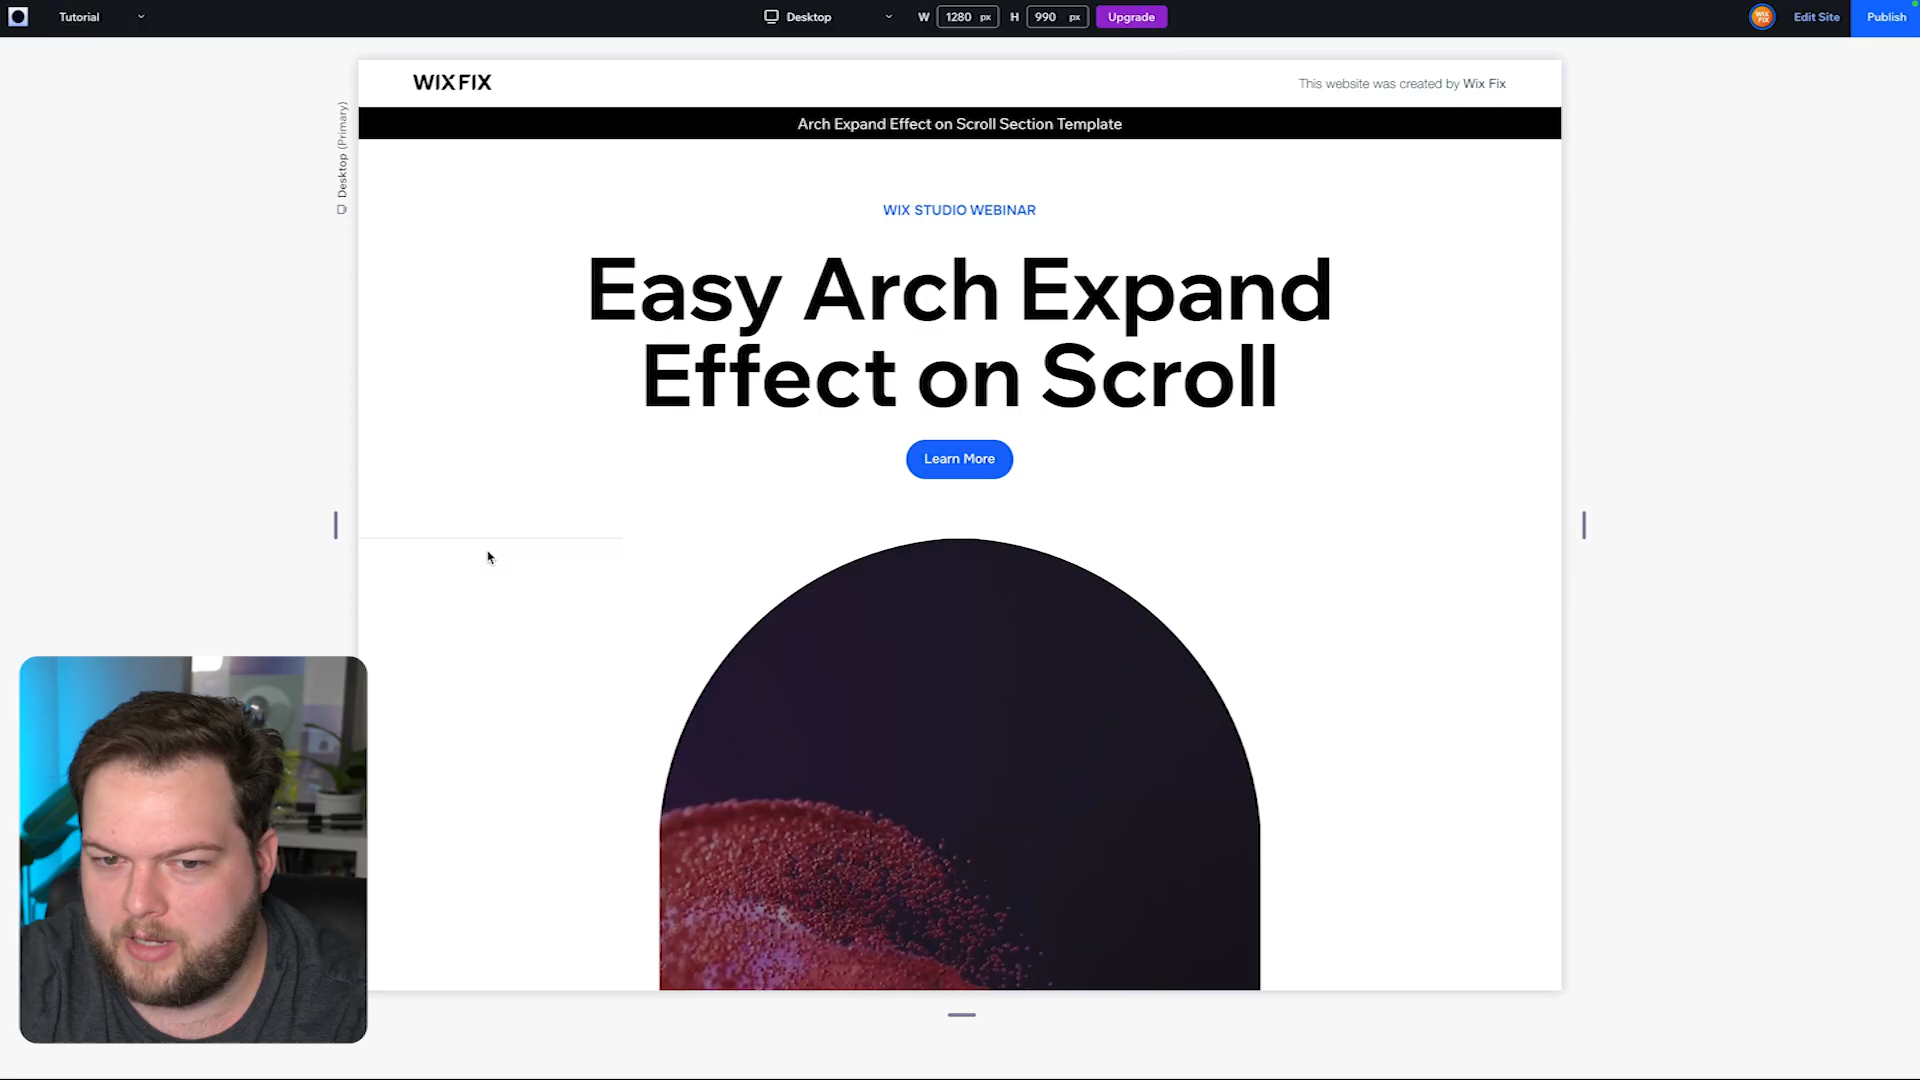 Tutorial
Desktop
W 1280 px H 990 px
Upgrade
WIX FIX
Edit Site
Publish
Desktop (Primary)
WIX FIX
This website was created by Wix Fix
Arch Expand Effect on Scroll Section Template
WIX STUDIO WEBINAR
Easy Arch Expand
Effect on Scroll
Learn More